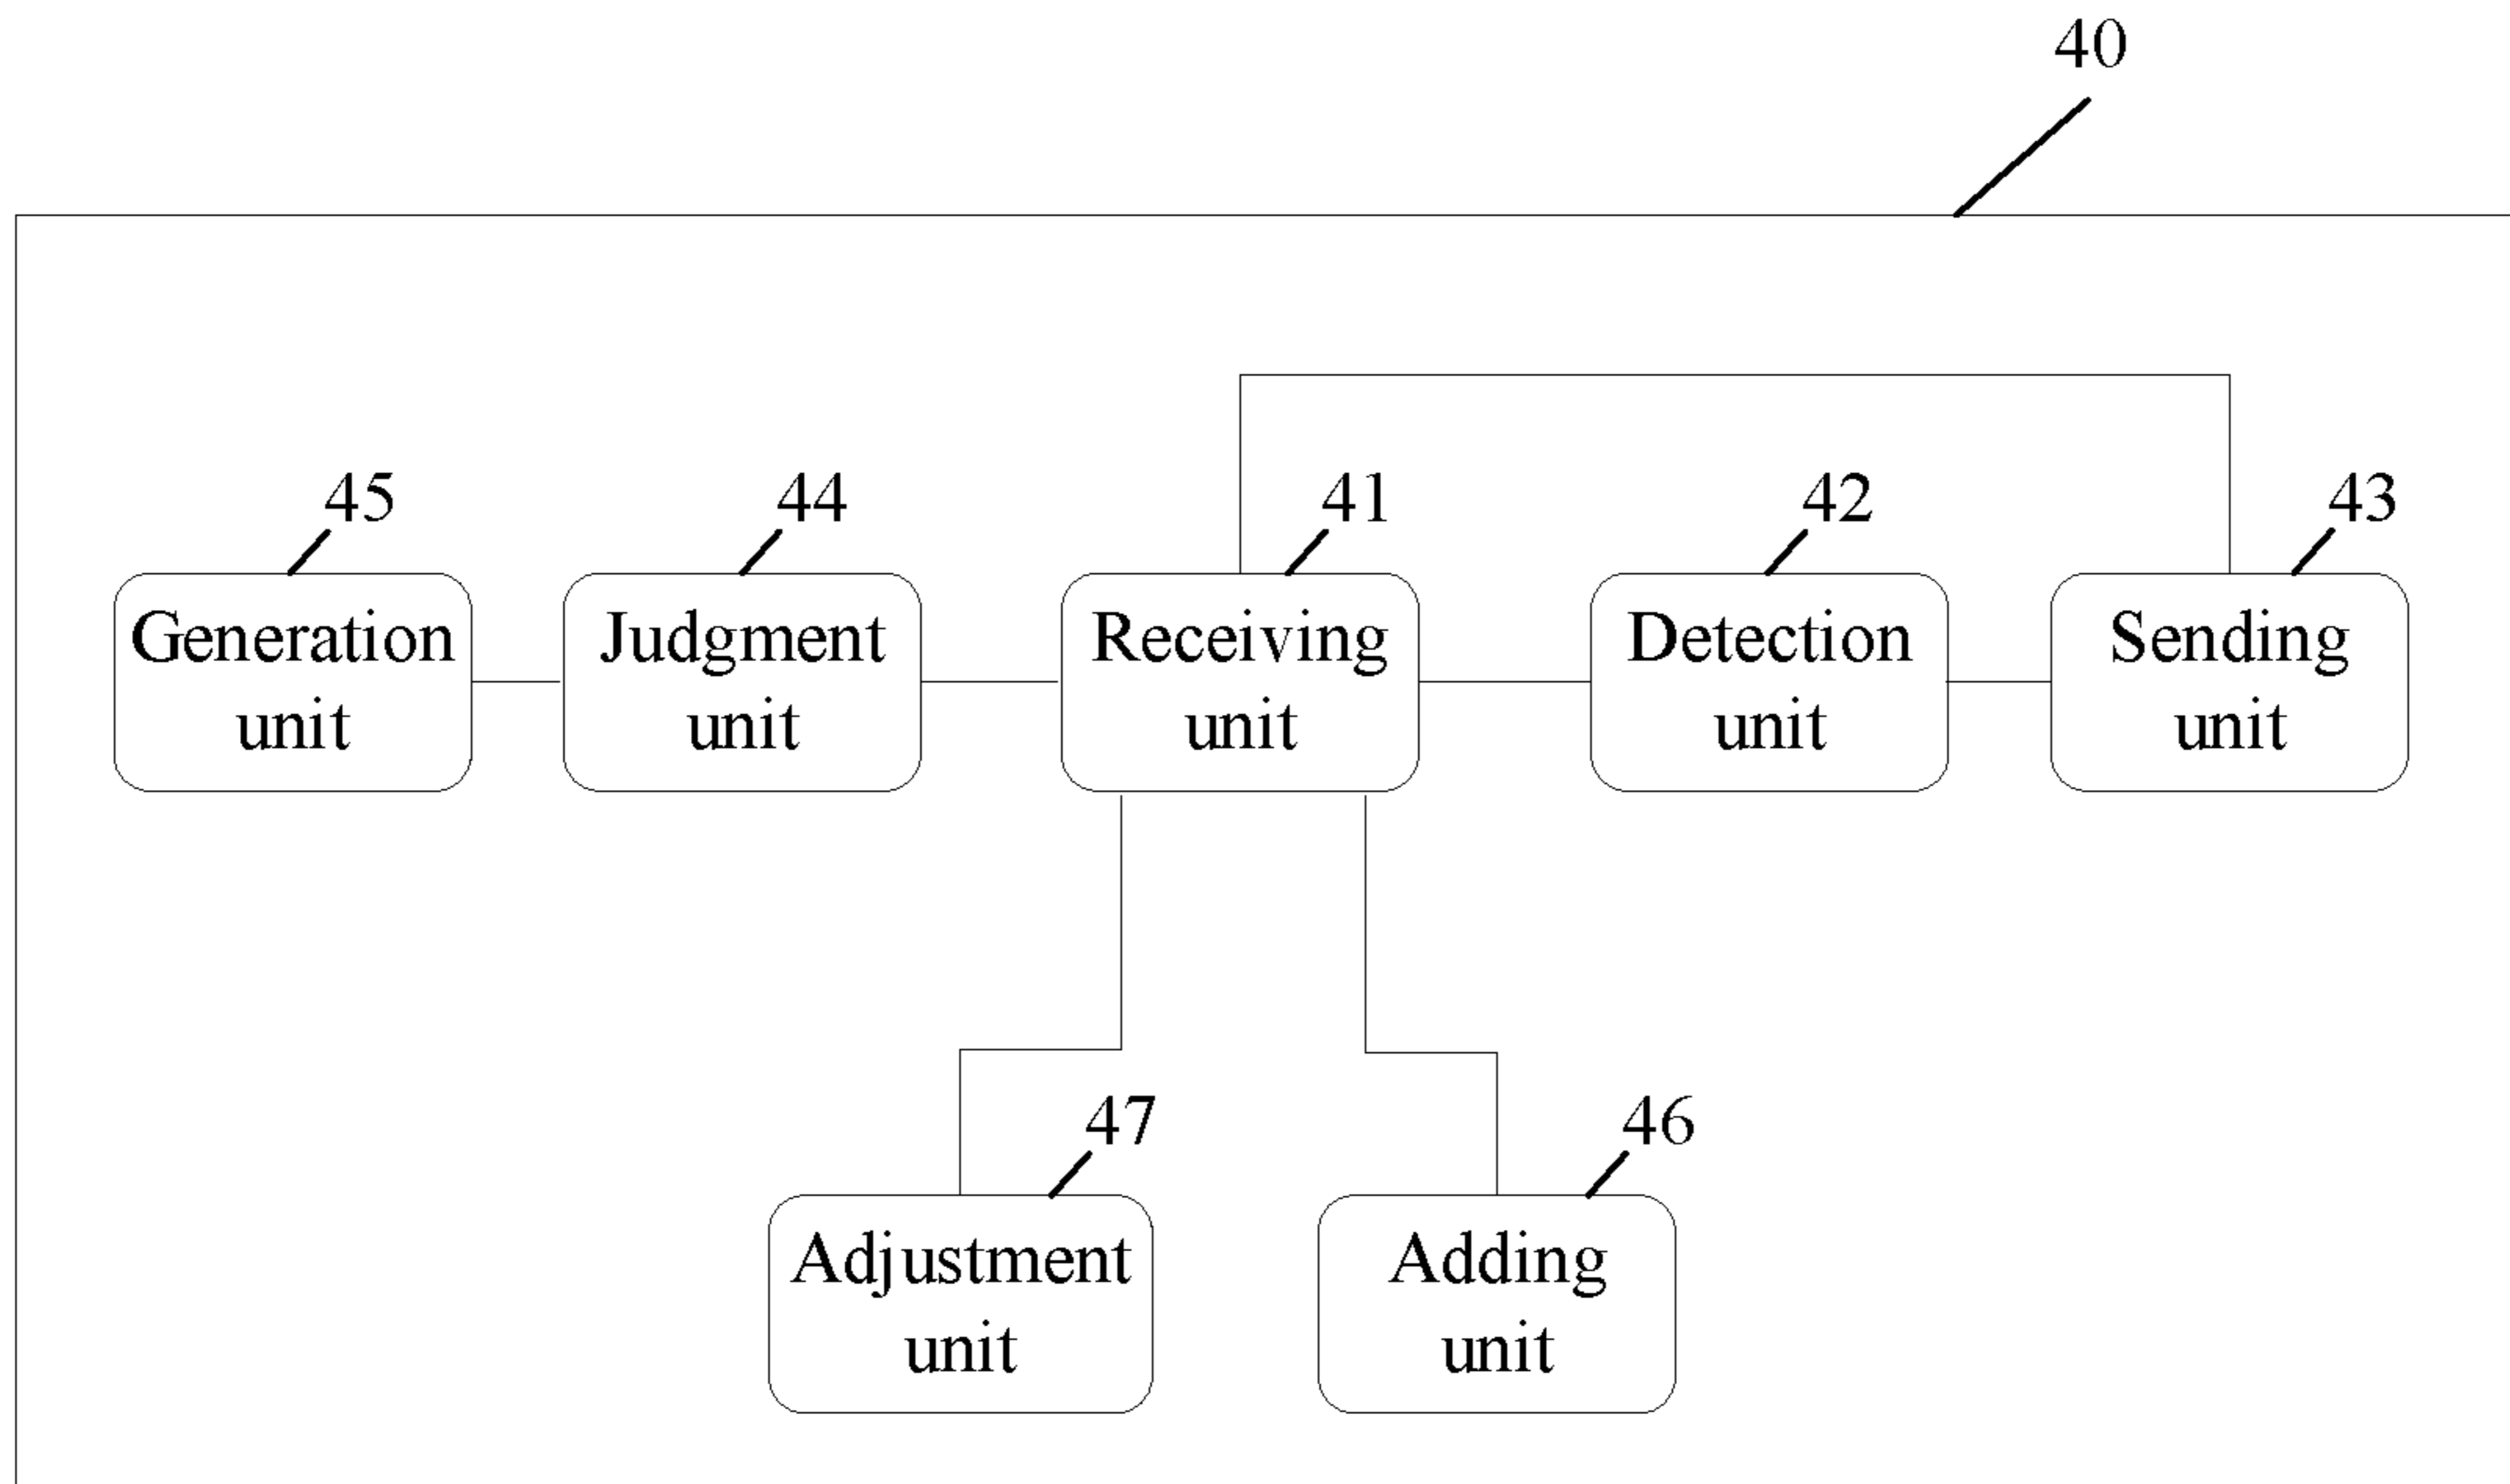 40
45
44
41
42
43
Generation
unit
Judgment
unit
Receiving
unit
Detection
unit
Sending
unit
47
46
Adjustment
unit
Adding
unit